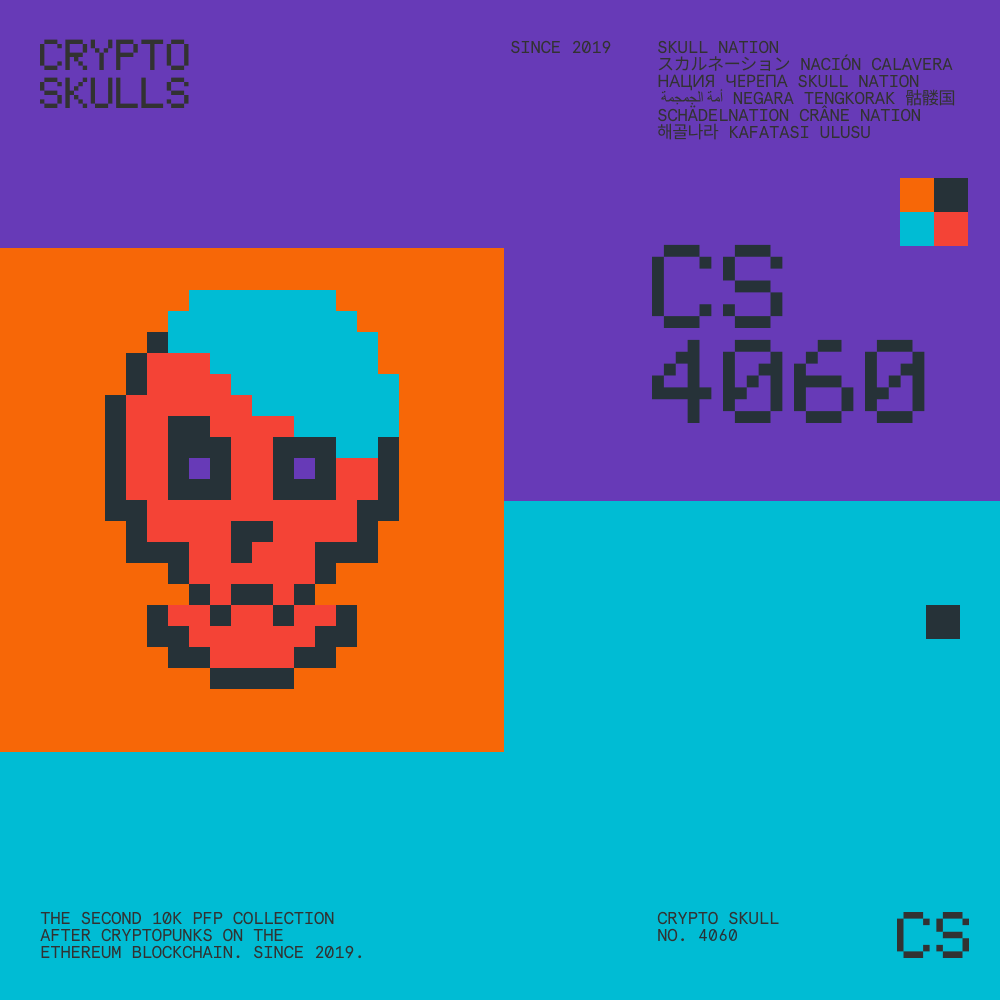 CRYPTO
SKULLS
SINCE 2019
SKULL NATION
スカルネーション NACIÓN CALAVERA
НАЦИЯ ЧЕРЕПА SKULL NATION
أمة الجمجمة NEGARA TENGKORAK 骷髅国
SCHÄDELNATION CRÂNE NATION
해골나라 KAFATASI ULUSU
CS
4060
THE SECOND 10K PFP COLLECTION
AFTER CRYPTOPUNKS ON THE
ETHEREUM BLOCKCHAIN. SINCE 2019.
CRYPTO SKULL
NO. 4060
CS